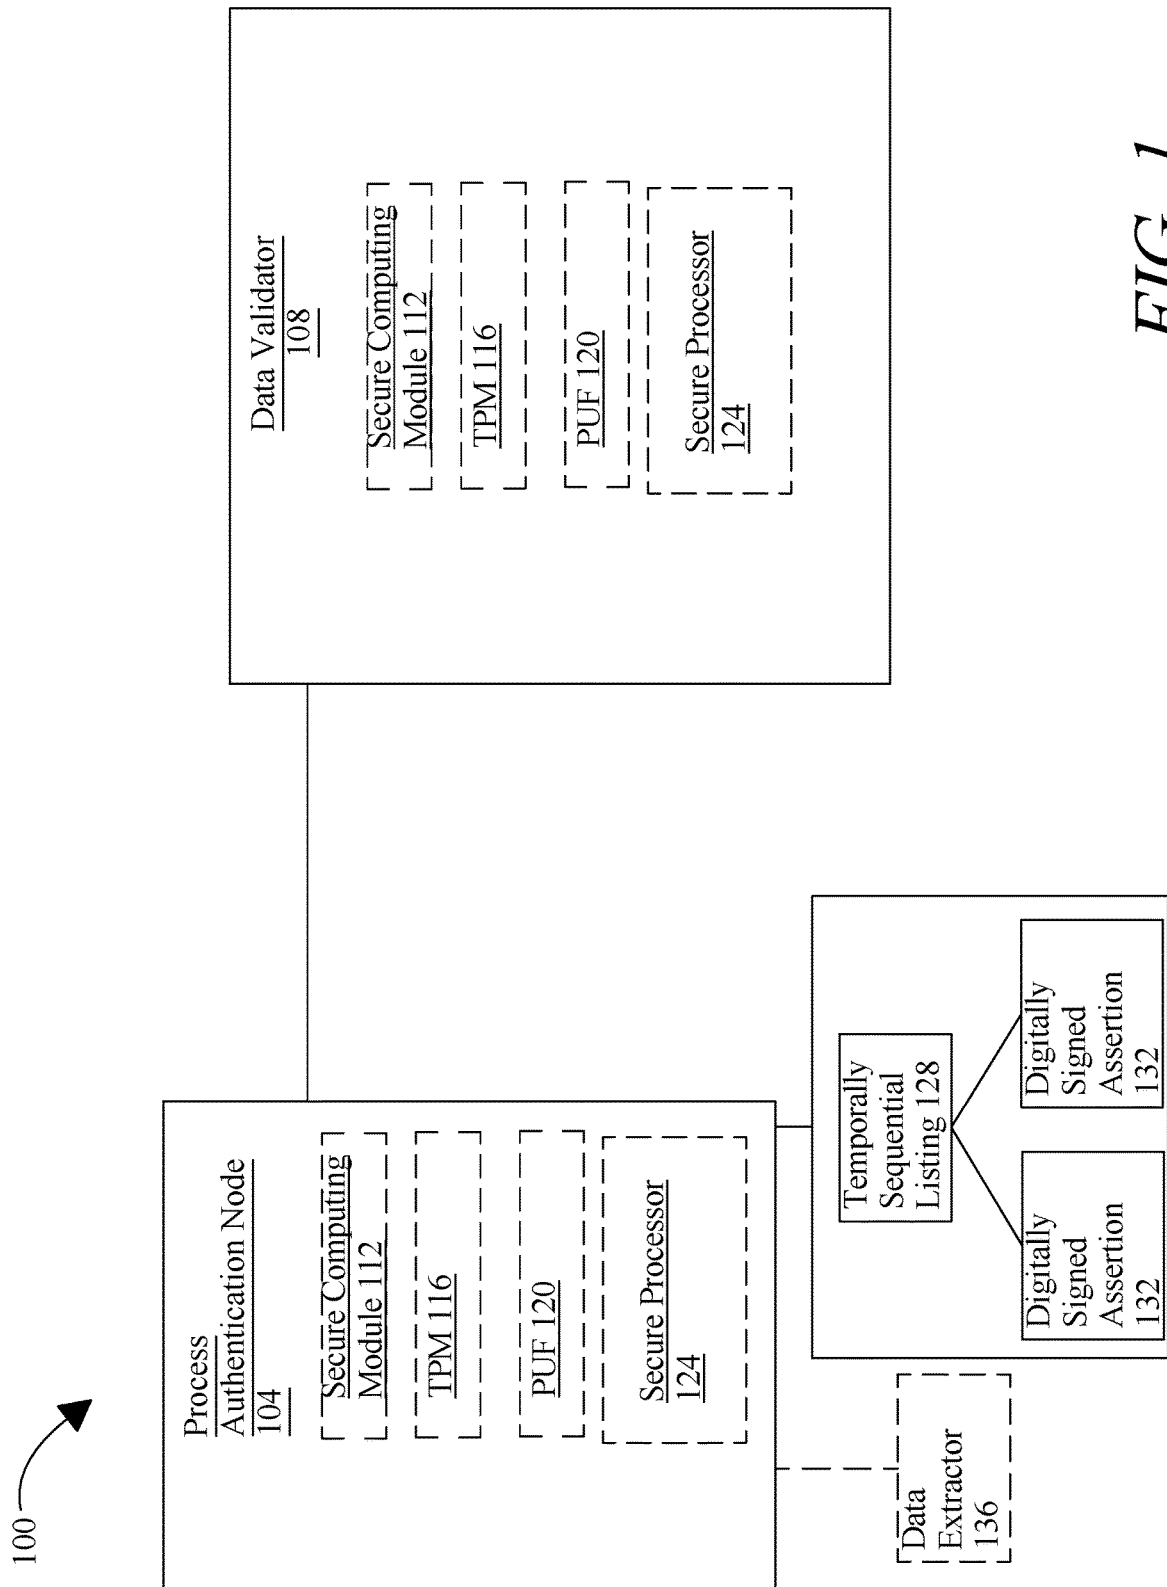 100
Process
Authentication Node
104
Secure Computing
Module 112
TPM 116
PUF 120
Secure Processor
124
Data Validator
108
Secure Computing
Module 112
TPM 116
PUF 120
Secure Processor
124
Data
Extractor
136
Temporally
Sequential
Listing 128
Digitally
Signed
Assertion
132
Digitally
Signed
Assertion
132
FIG. 1